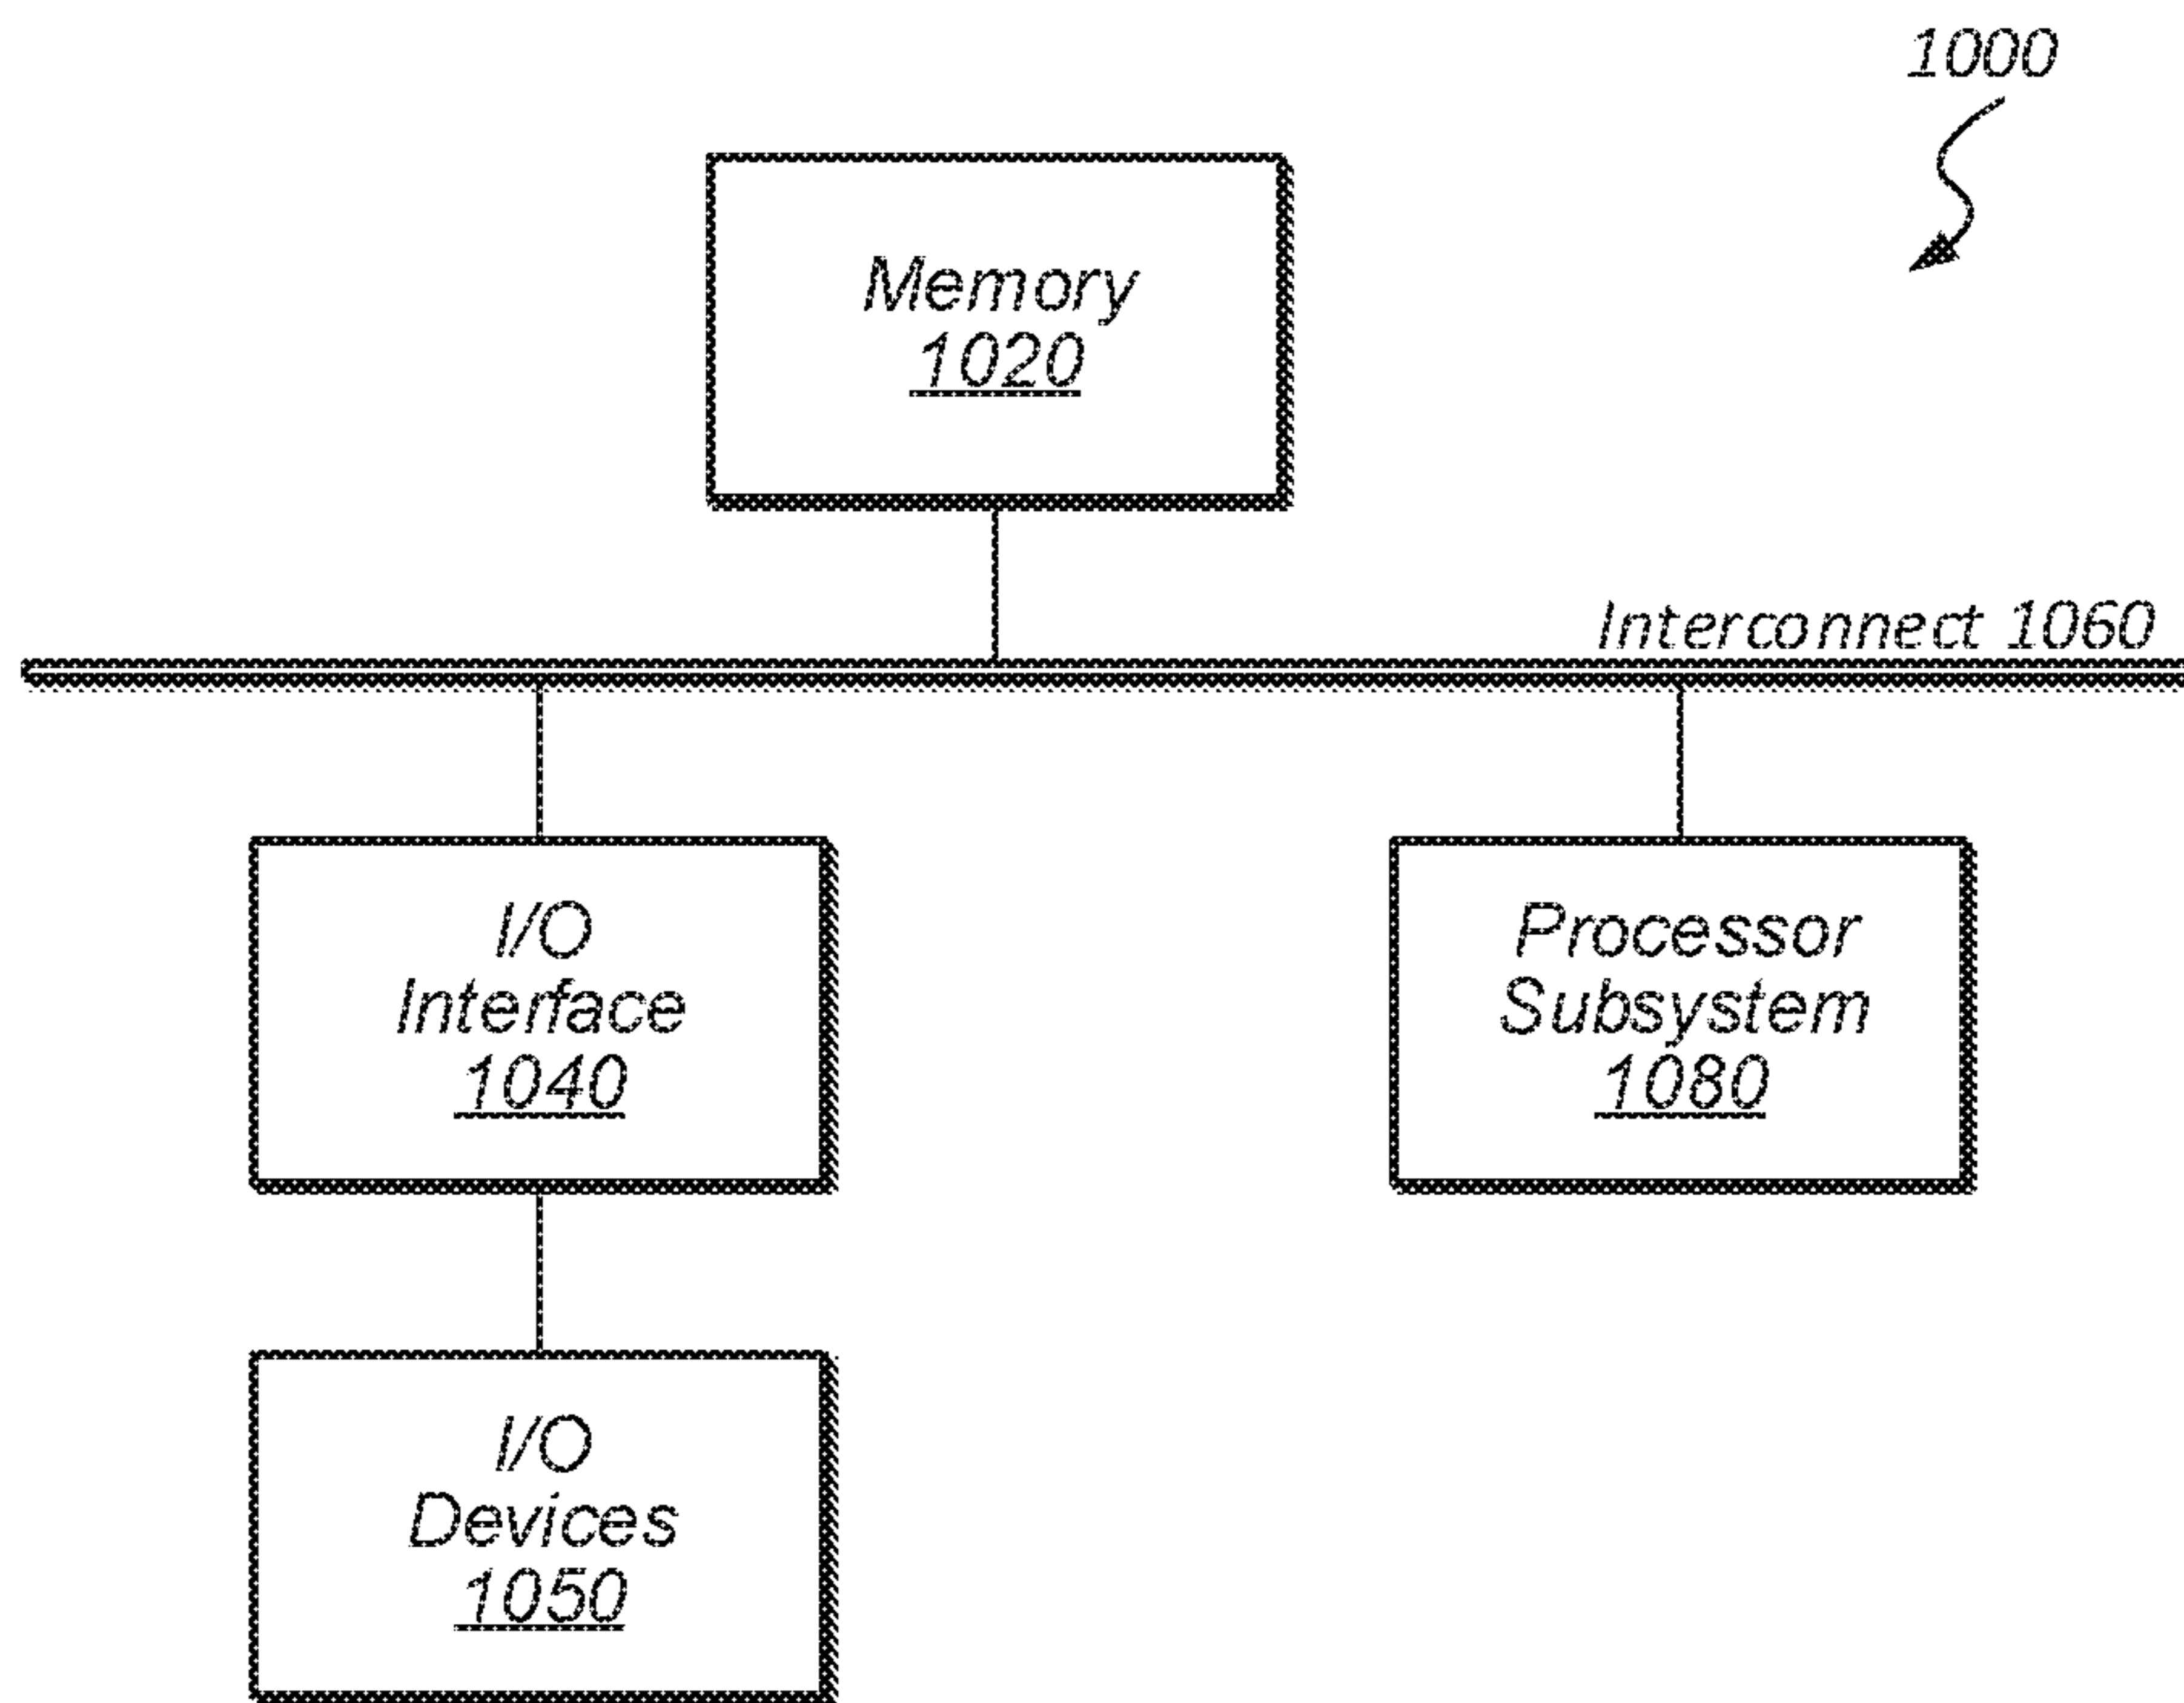 1000
Memory
1020
Interconnect 1060
I/O
Interface
1040
Processor
Subsystem
1080
I/O
Devices
1050